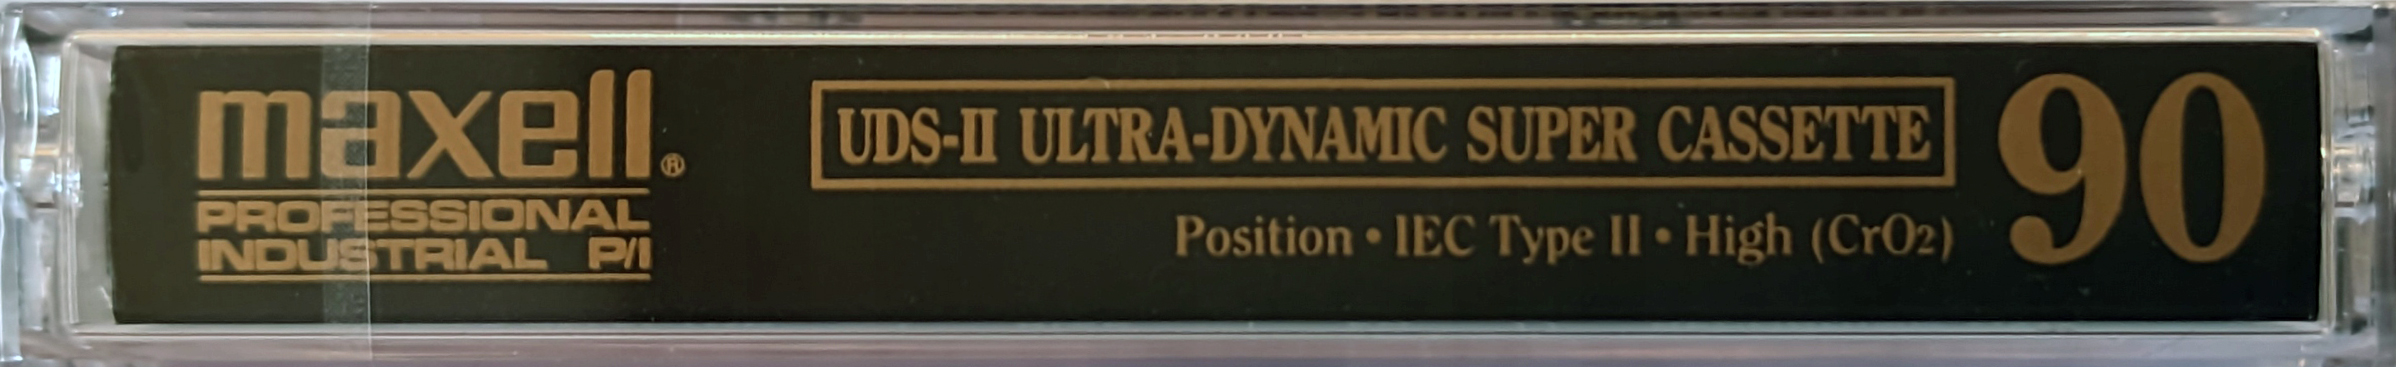 maxell®
PROFESSIONAL
INDUSTRIAL P/I
UDS-II ULTRA-DYNAMIC SUPER CASSETTE
Position • IEC Type II • High (CrO₂)
90